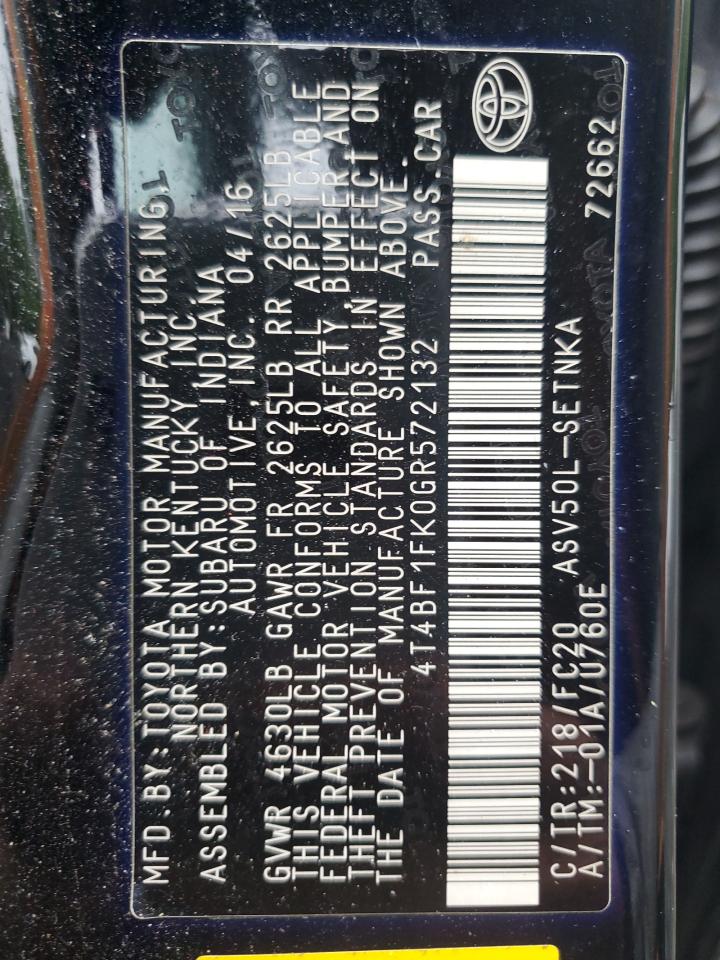 MFD.BY:TOYOTA MOTOR MANUFACTURING,
NORTHERN KENTUCKY INC.
ASSEMBLED BY:SUBARU OF INDIANA
AUTOMOTIVE,INC. 04/16
GVWR 4630LB GAWR FR 2625LB RR 2625LB
THIS VEHICLE CONFORMS TO ALL APPLICABLE
FEDERAL MOTOR VEHICLE SAFETY, BUMPER,AND
THEFT PREVENTION STANDARDS IN EFFECT ON
THE DATE OF MANUFACTURE SHOWN ABOVE.
4T4BF1FK0GR572132 PASS.CAR
C/TR:218/FC20 ASV50L-SETNKA 72662
A/TM:-01A/U760E